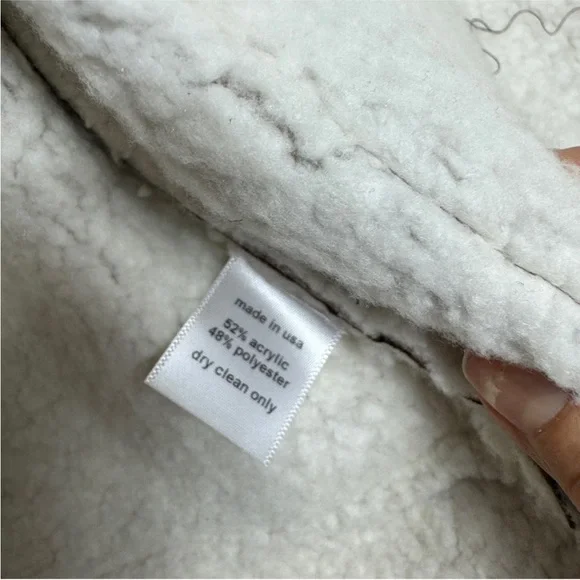 made in usa
52% acrylic
48% polyester
dry clean only